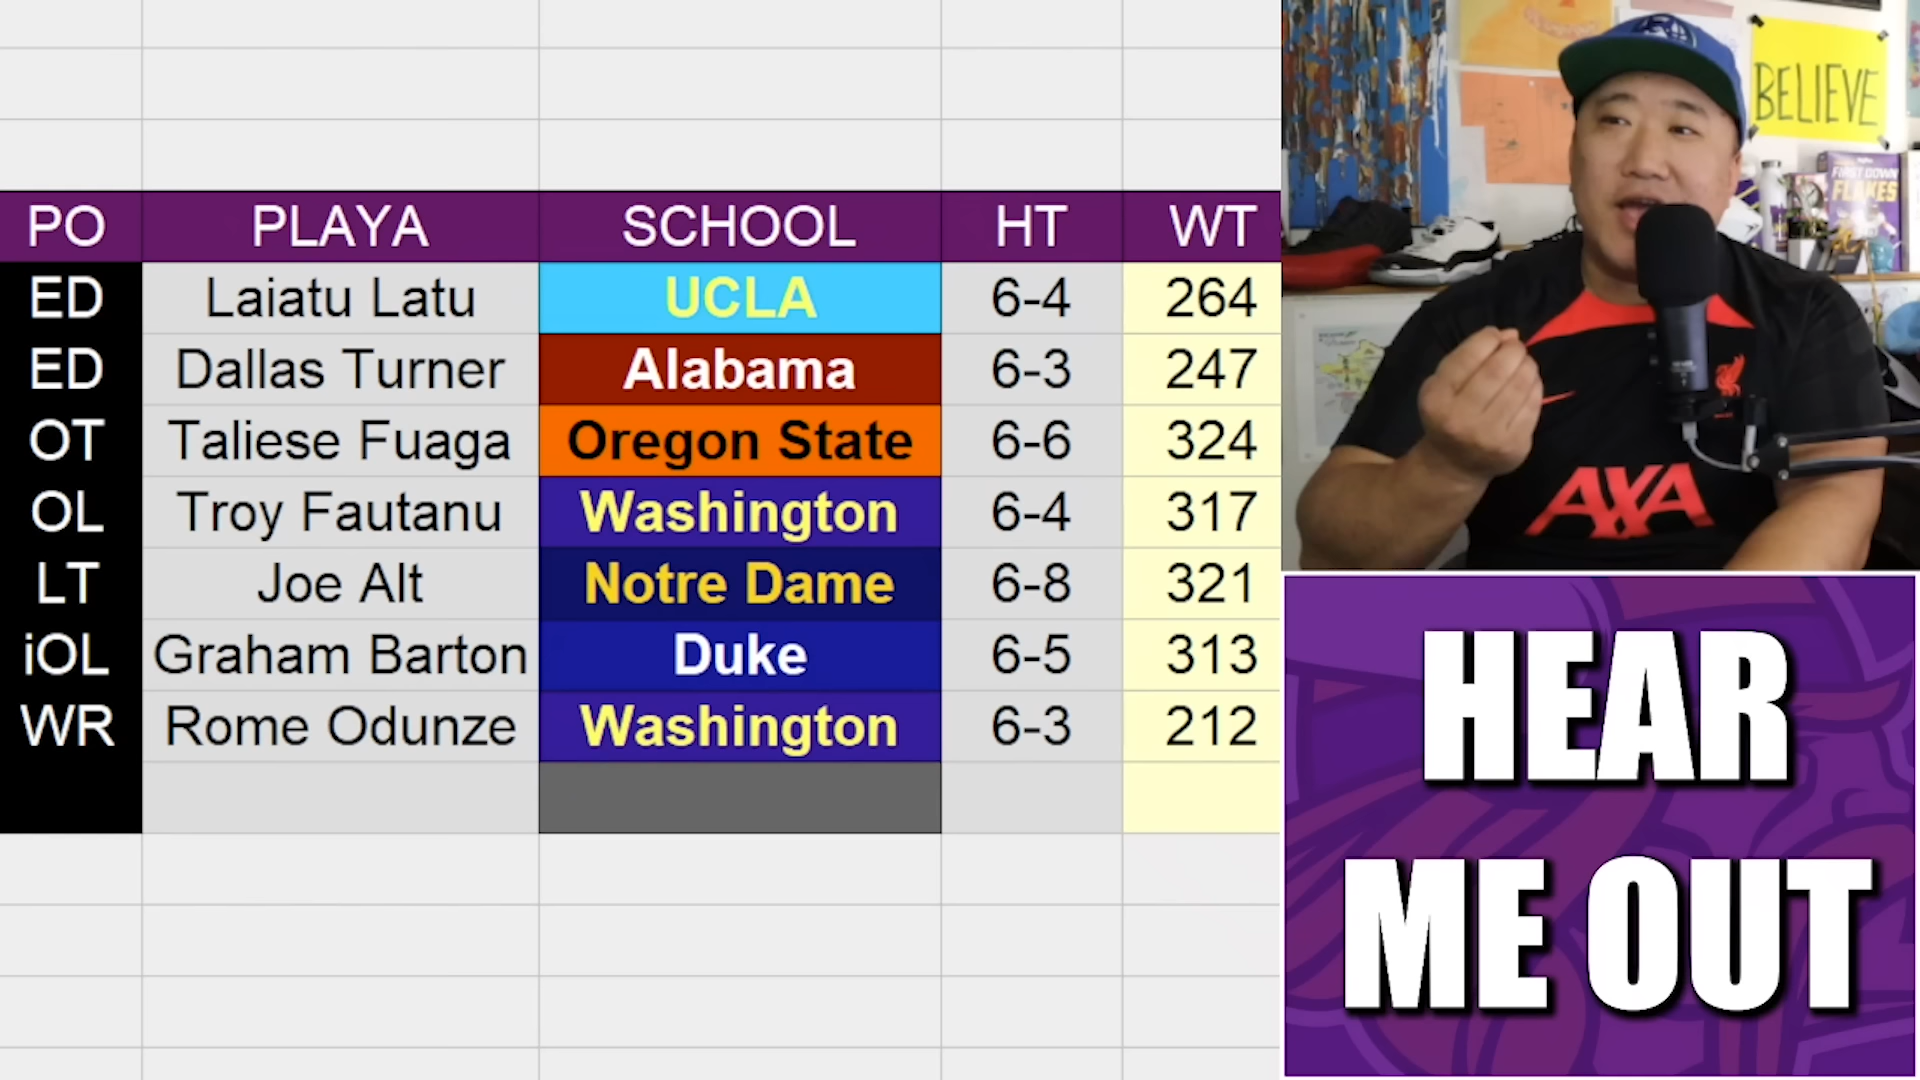 PO PLAYA SCHOOL HT WT
ED Laiatu Latu UCLA 6-4 264
ED Dallas Turner Alabama 6-3 247
OT Taliese Fuaga Oregon State 6-6 324
OL Troy Fautanu Washington 6-4 317
LT Joe Alt Notre Dame 6-8 321
iOL Graham Barton Duke 6-5 313
WR Rome Odunze Washington 6-3 212
BELIEVE
FIRST DOWN
FLAKES
AXA
HEAR
ME OUT